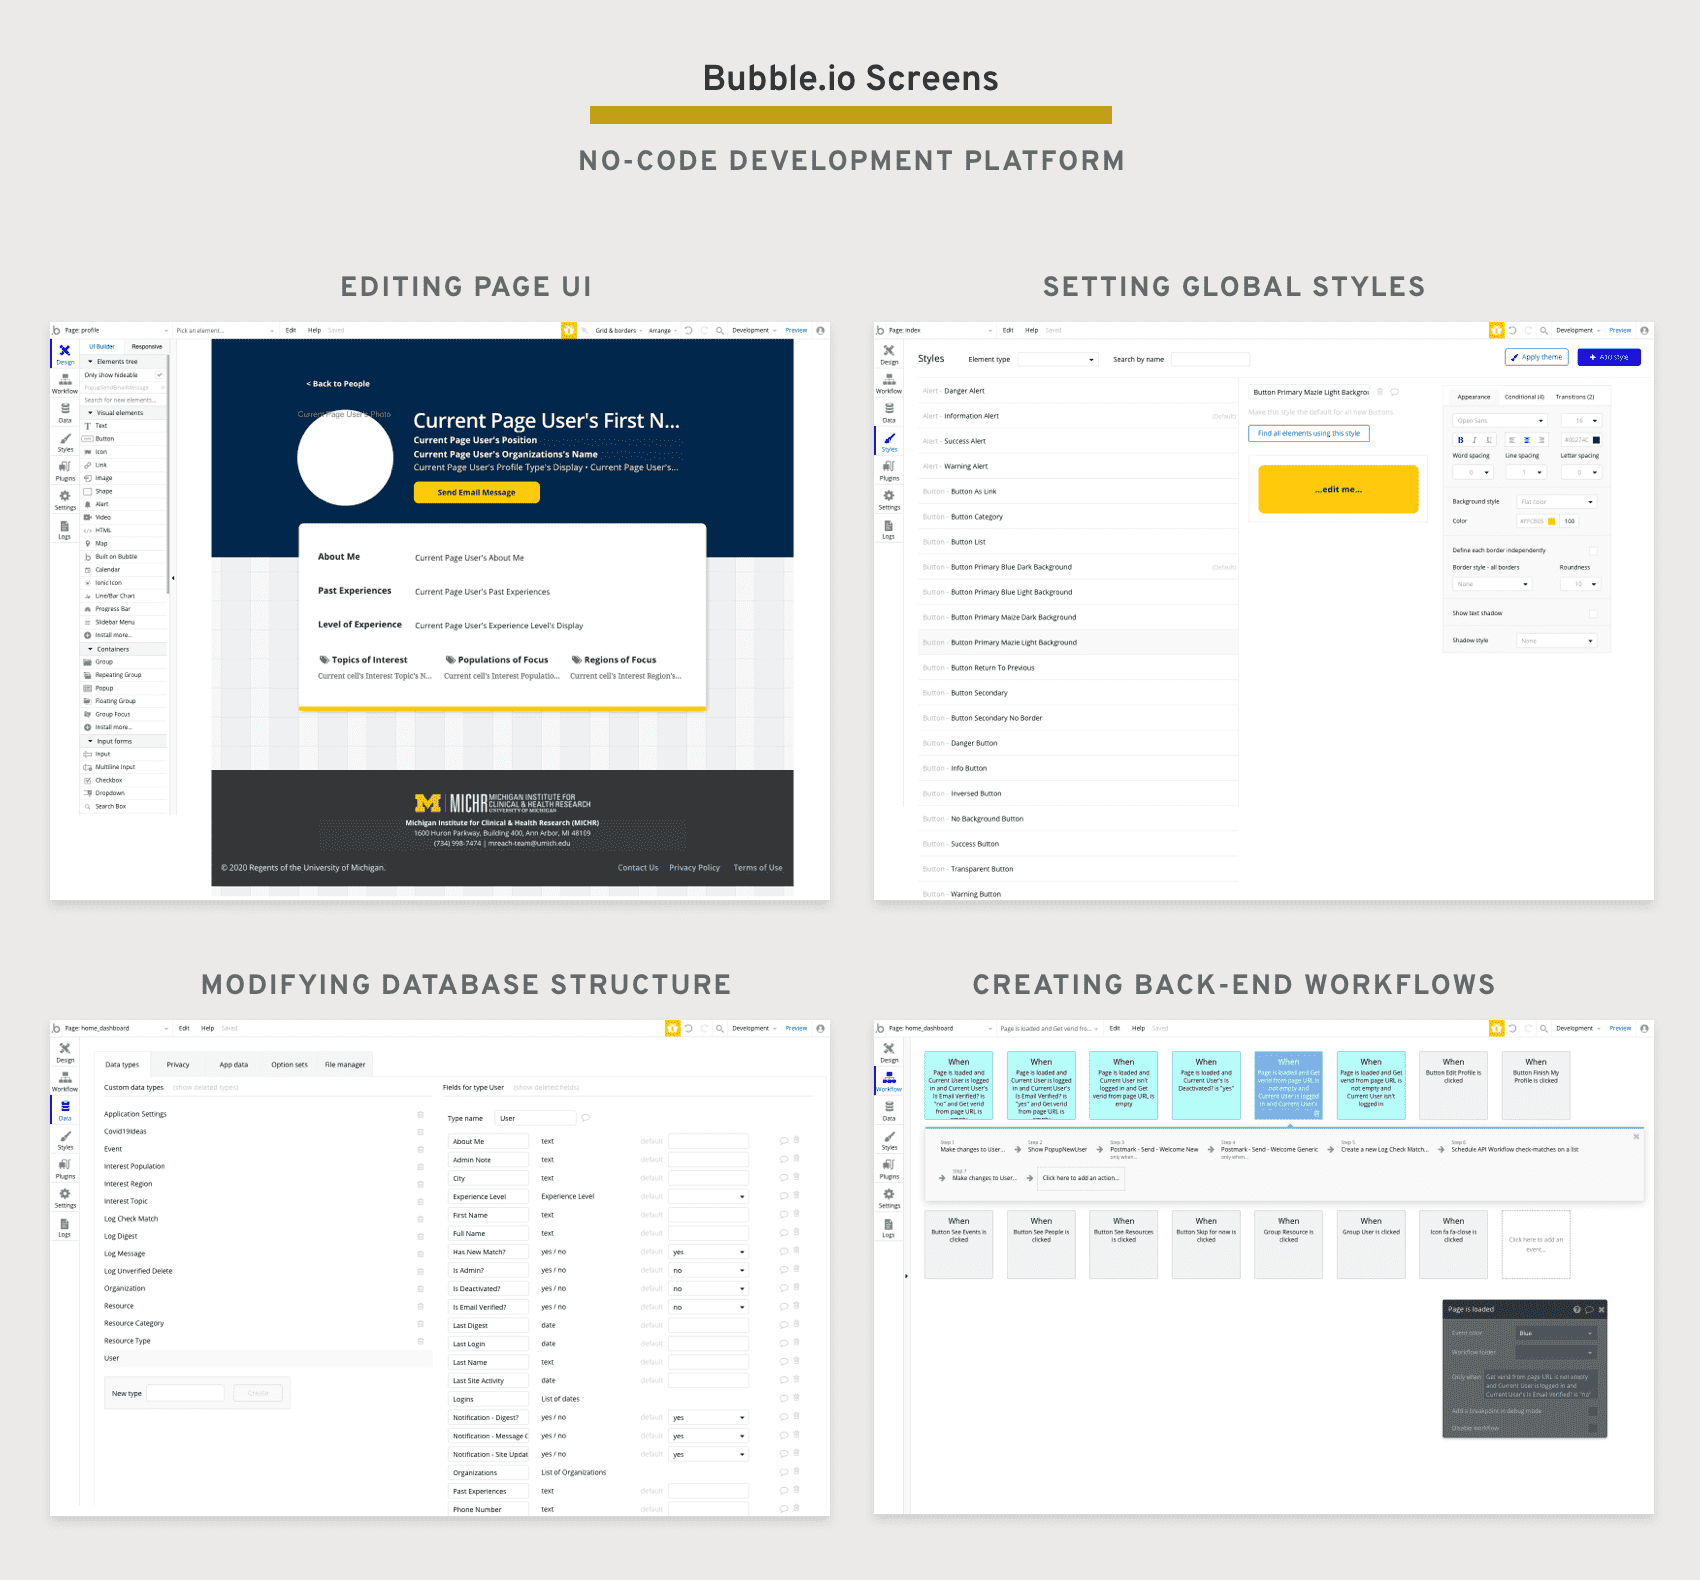 Bubble.io Screens
NO-CODE DEVELOPMENT PLATFORM
EDITING PAGE UI
Page: profile
Pick an element...
Edit
Help
Saved
Grid & borders
Arrange
Development
Preview
Design
Workflow
Data
Styles
Plugins
Settings
Logs
UI Builder
Responsive
Elements tree
Only show hideable
PopupSendEmailMessage
Search for new elements...
Visual elements
Text
Button
Icon
Link
Image
Shape
Alert
Video
HTML
Map
Built on Bubble
Calendar
Ionic Icon
Line/Bar Chart
Progress Bar
Slidebar Menu
Install more...
Containers
Group
Repeating Group
Popup
Floating Group
Group Focus
Install more...
Input forms
Input
Multiline Input
Checkbox
Dropdown
Search Box
< Back to People
Current Page User's Photo
Current Page User's First N...
Current Page User's Position
Current Page User's Organizations's Name
Current Page User's Profile Type's Display • Current Page User's...
Send Email Message
About Me
Current Page User's About Me
Past Experiences
Current Page User's Past Experiences
Level of Experience
Current Page User's Experience Level's Display
Topics of Interest
Populations of Focus
Regions of Focus
Current cell's Interest Topic's N...
Current cell's Interest Populatio...
Current cell's Interest Region's...
M
MICHR
MICHIGAN INSTITUTE FOR
CLINICAL & HEALTH RESEARCH
UNIVERSITY OF MICHIGAN
Michigan Institute for Clinical & Health Research (MICHR)
1600 Huron Parkway, Building 400, Ann Arbor, MI 48109
(734) 998-7474 | mreach-team@umich.edu
© 2020 Regents of the University of Michigan.
Contact Us
Privacy Policy
Terms of Use
SETTING GLOBAL STYLES
Page: index
Edit
Help
Saved
Development
Preview
Design
Workflow
Data
Styles
Plugins
Settings
Logs
Styles
Element type
Search by name
Apply theme
+ Add style
Alert - Danger Alert
Alert - Information Alert
(Default)
Alert - Success Alert
Alert - Warning Alert
Button - Button As Link
Button - Button Category
Button - Button List
Button - Button Primary Blue Dark Background
(Default)
Button - Button Primary Blue Light Background
Button - Button Primary Maize Dark Background
Button - Button Primary Mazie Light Background
Button - Button Return To Previous
Button - Button Secondary
Button - Button Secondary No Border
Button - Danger Button
Button - Info Button
Button - Inversed Button
Button - No Background Button
Button - Success Button
Button - Transparent Button
Button - Warning Button
Button Primary Mazie Light Backgrou
Make this style the default for all new Buttons
Find all elements using this style
...edit me...
Appearance
Conditional (4)
Transitions (2)
Open Sans
16
B I U
#00274C
Word spacing
Line spacing
Letter spacing
0
1
0
Background style
Flat color
Color
#FFCB05
100
Define each border independently
Border style - all borders
Roundness
None
10
Show text shadow
Shadow style
None
MODIFYING DATABASE STRUCTURE
Page: home_dashboard
Edit
Help
Saved
Development
Preview
Design
Workflow
Data
Styles
Plugins
Settings
Logs
Data types
Privacy
App data
Option sets
File manager
Custom data types (show deleted types)
Application Settings
Covid19Ideas
Event
Interest Population
Interest Region
Interest Topic
Log Check Match
Log Digest
Log Message
Log Unverified Delete
Organization
Resource
Resource Category
Resource Type
User
New type
Create
Fields for type User (show deleted fields)
Type name
User
About Me text default
Admin Note text default
City text default
Experience Level Experience Level default
First Name text default
Full Name text default
Has New Match? yes / no default yes
Is Admin? yes / no default no
Is Deactivated? yes / no default no
Is Email Verified? yes / no default no
Last Digest date default
Last Login date default
Last Name text default
Last Site Activity date default
Logins List of dates
Notification - Digest? yes / no default yes
Notification - Message C yes / no default yes
Notification - Site Updat yes / no default yes
Organizations List of Organizations
Past Experiences text default
Phone Number text default
CREATING BACK-END WORKFLOWS
Page: home_dashboard
Page is loaded and Get verid fro...
Edit
Help
Saved
Development
Preview
Design
Workflow
Data
Styles
Plugins
Settings
Logs
When
Page is loaded and
Current User is logged
in and Current User's
Is Email Verified? is
"no" and Get verid
from page URL is
When
Page is loaded and
Current User is logged
in and Current User's
Is Email Verified? is
"yes" and Get verid
from page URL is
When
Page is loaded and
Current User isn't
logged in and Get
verid from page URL is
empty
When
Page is loaded and
Current User's Is
Deactivated? is "yes"
When
Page is loaded and Get
verid from page URL is
not empty and
Current User is logged
in and Current User's
When
Page is loaded and Get
verid from page URL is
not empty and
Current User isn't
logged in
When
Button Edit Profile is
clicked
When
Button Finish My
Profile is clicked
Step 1
Make changes to User...
Step 2
Show PopupNewUser
Step 3
Postmark - Send - Welcome New
only when...
Step 4
Postmark - Send - Welcome Generic
only when...
Step 5
Create a new Log Check Match...
Step 6
Schedule API Workflow check-matches on a list
Step 7
Make changes to User...
Click here to add an action...
When
Button See Events is
clicked
When
Button See People is
clicked
When
Button See Resources
is clicked
When
Button Skip for now is
clicked
When
Group Resource is
clicked
When
Group User is clicked
When
Icon fa fa-close is
clicked
Click here to add an
event...
Page is loaded
Event color
Blue
Workflow folder
Only when
Get verid from page URL is not empty
and Current User is logged in and
Current User's Is Email Verified? is "no"
Add a breakpoint in debug mode
Disable workflow